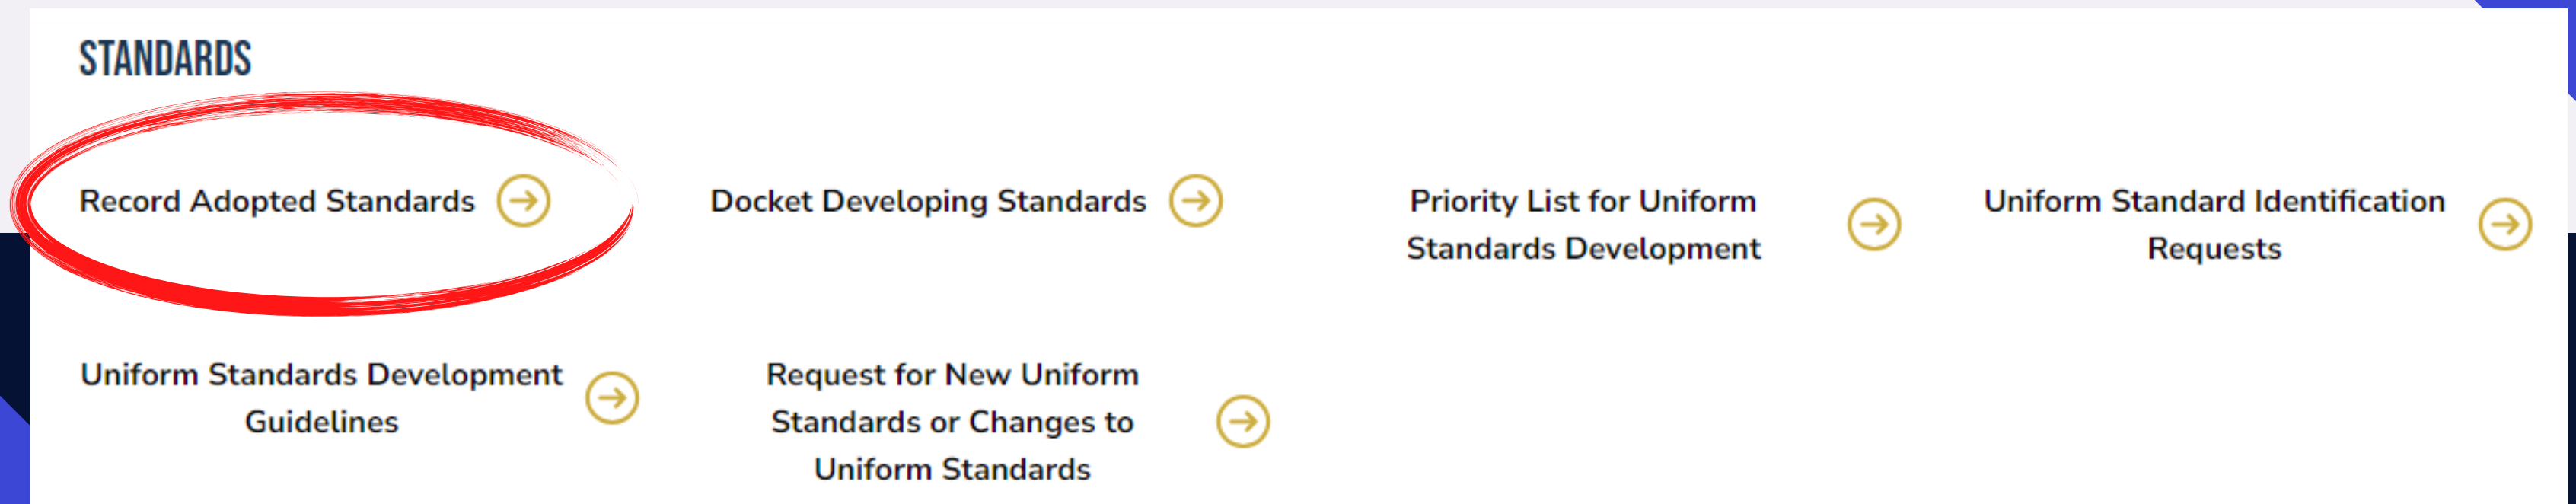 STANDARDS
Record Adopted Standards
Docket Developing Standards
Priority List for Uniform
Standards Development
Uniform Standard Identification
Requests
Uniform Standards Development
Guidelines
Request for New Uniform
Standards or Changes to
Uniform Standards